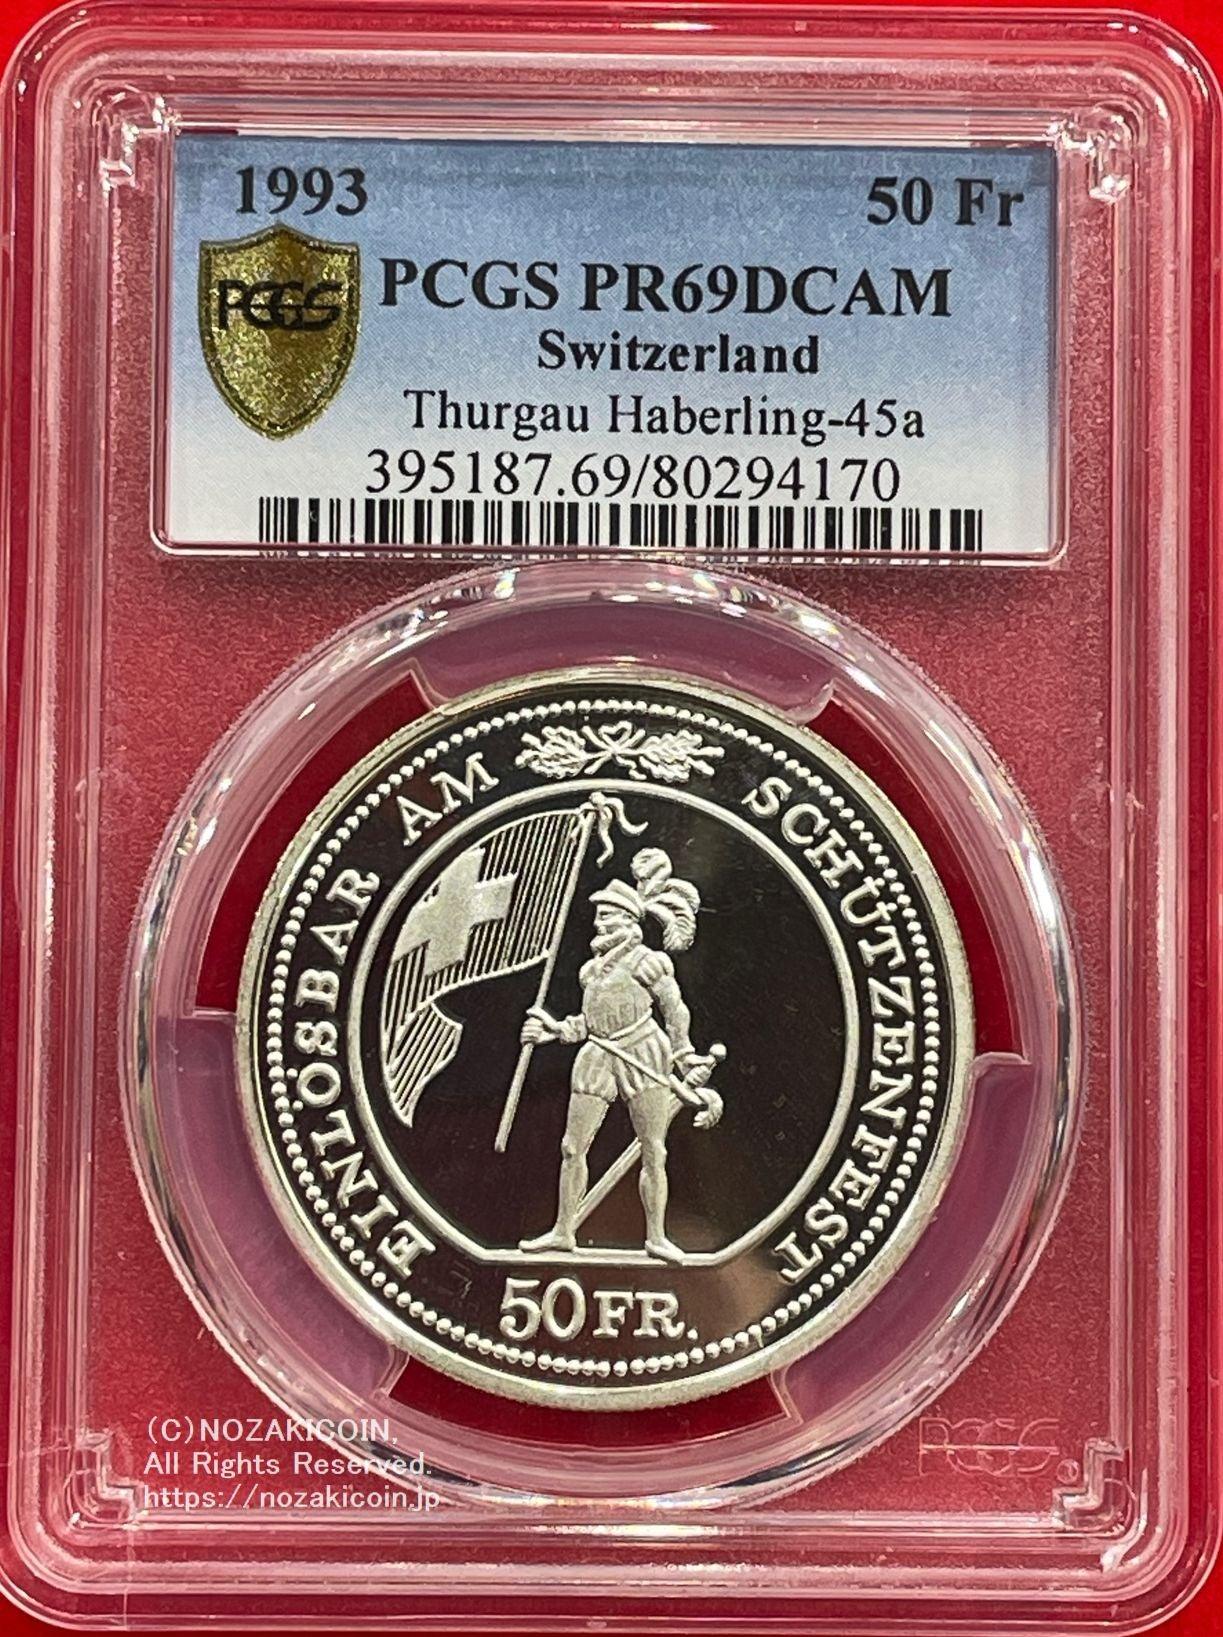 1993
50 Fr
PCGS
PCGS PR69DCAM
Switzerland
Thurgau Haberling-45a
395187.69/80294170
EINLÖSBAR AM SCHÜTZENFEST
50 FR.
PCGS
(C)NOZAKICOIN,
All Rights Reserved.
https://nozakicoin.jp